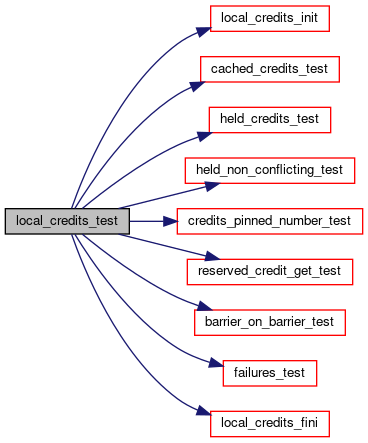 local_credits_init
cached_credits_test
held_credits_test
held_non_conflicting_test
local_credits_test
credits_pinned_number_test
reserved_credit_get_test
barrier_on_barrier_test
failures_test
local_credits_fini